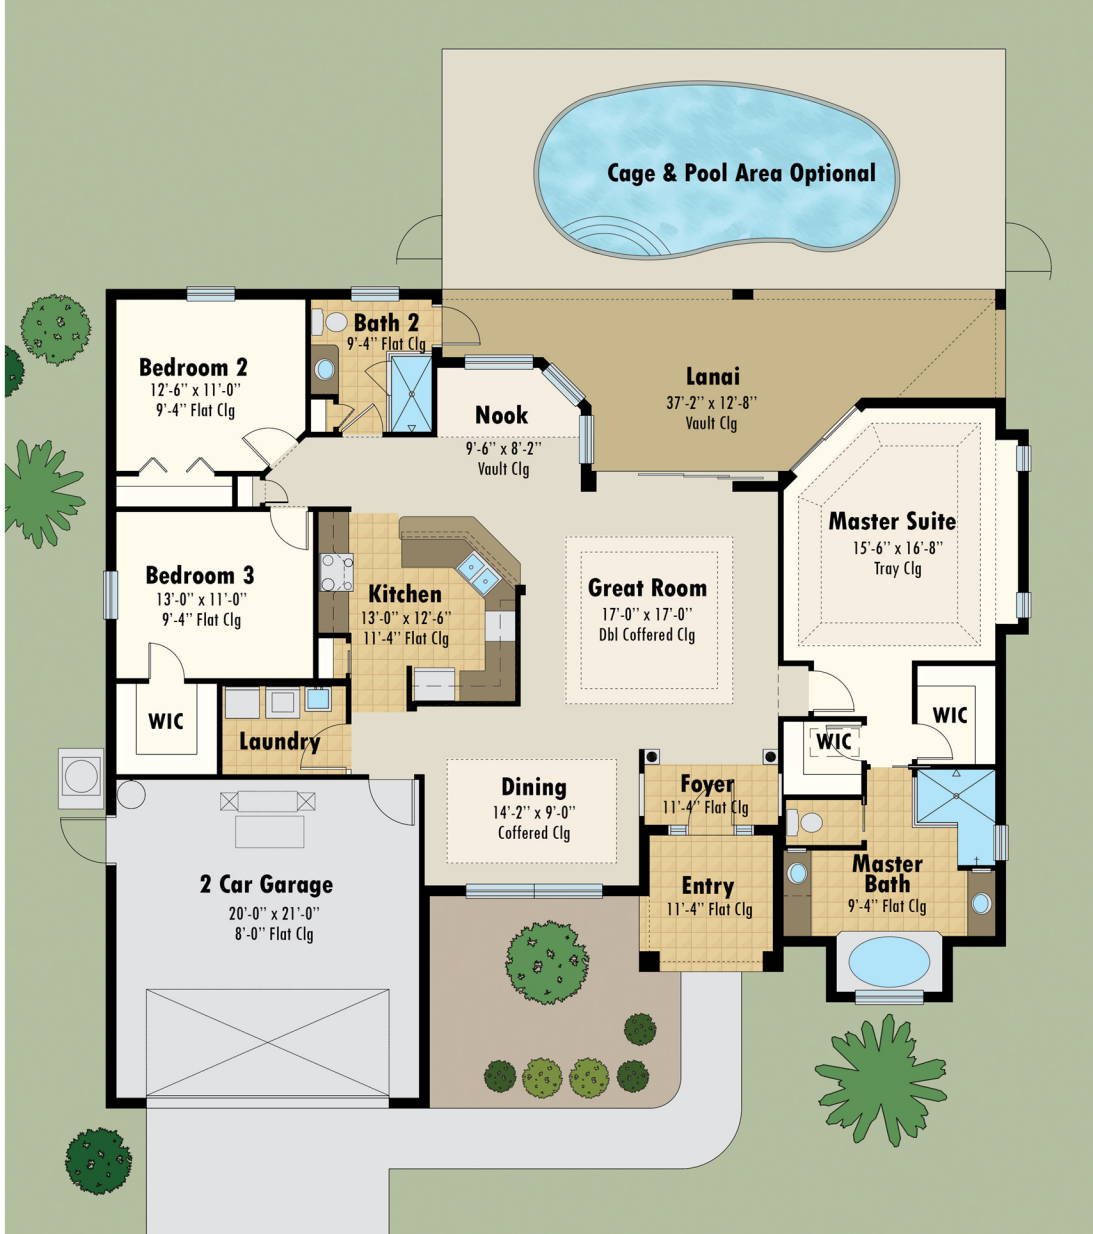 Cage & Pool Area Optional
Bath 2
9'-4" Flat Clg
Bedroom 2
12'-6" x 11'-0"
9'-4" Flat Clg
Lanai
37'-2" x 12'-8"
Vault Clg
Nook
9'-6" x 8'-2"
Vault Clg
Master Suite
15'-6" x 16'-8"
Tray Clg
Bedroom 3
13'-0" x 11'-0"
9'-4" Flat Clg
Kitchen
13'-0" x 12'-6"
11'-4" Flat Clg
Great Room
17'-0" x 17'-0"
Dbl Coffered Clg
WIC
Laundry
WIC
WIC
Dining
14'-2" x 9'-0"
Coffered Clg
Foyer
11'-4" Flat Clg
2 Car Garage
20'-0" x 21'-0"
8'-0" Flat Clg
Entry
11'-4" Flat Clg
Master
Bath
9'-4" Flat Clg